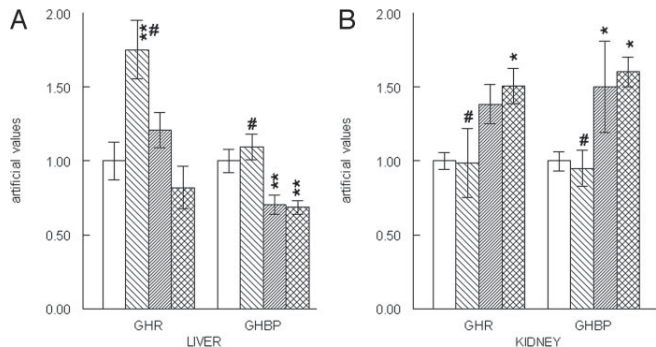 A
2.00
1.50
1.00
0.50
0.00
artificial values
**#
#
**
**
GHR GHBP
LIVER
B
2.00
1.50
1.00
0.50
0.00
artificial values
#
*
*
#
*
GHR GHBP
KIDNEY